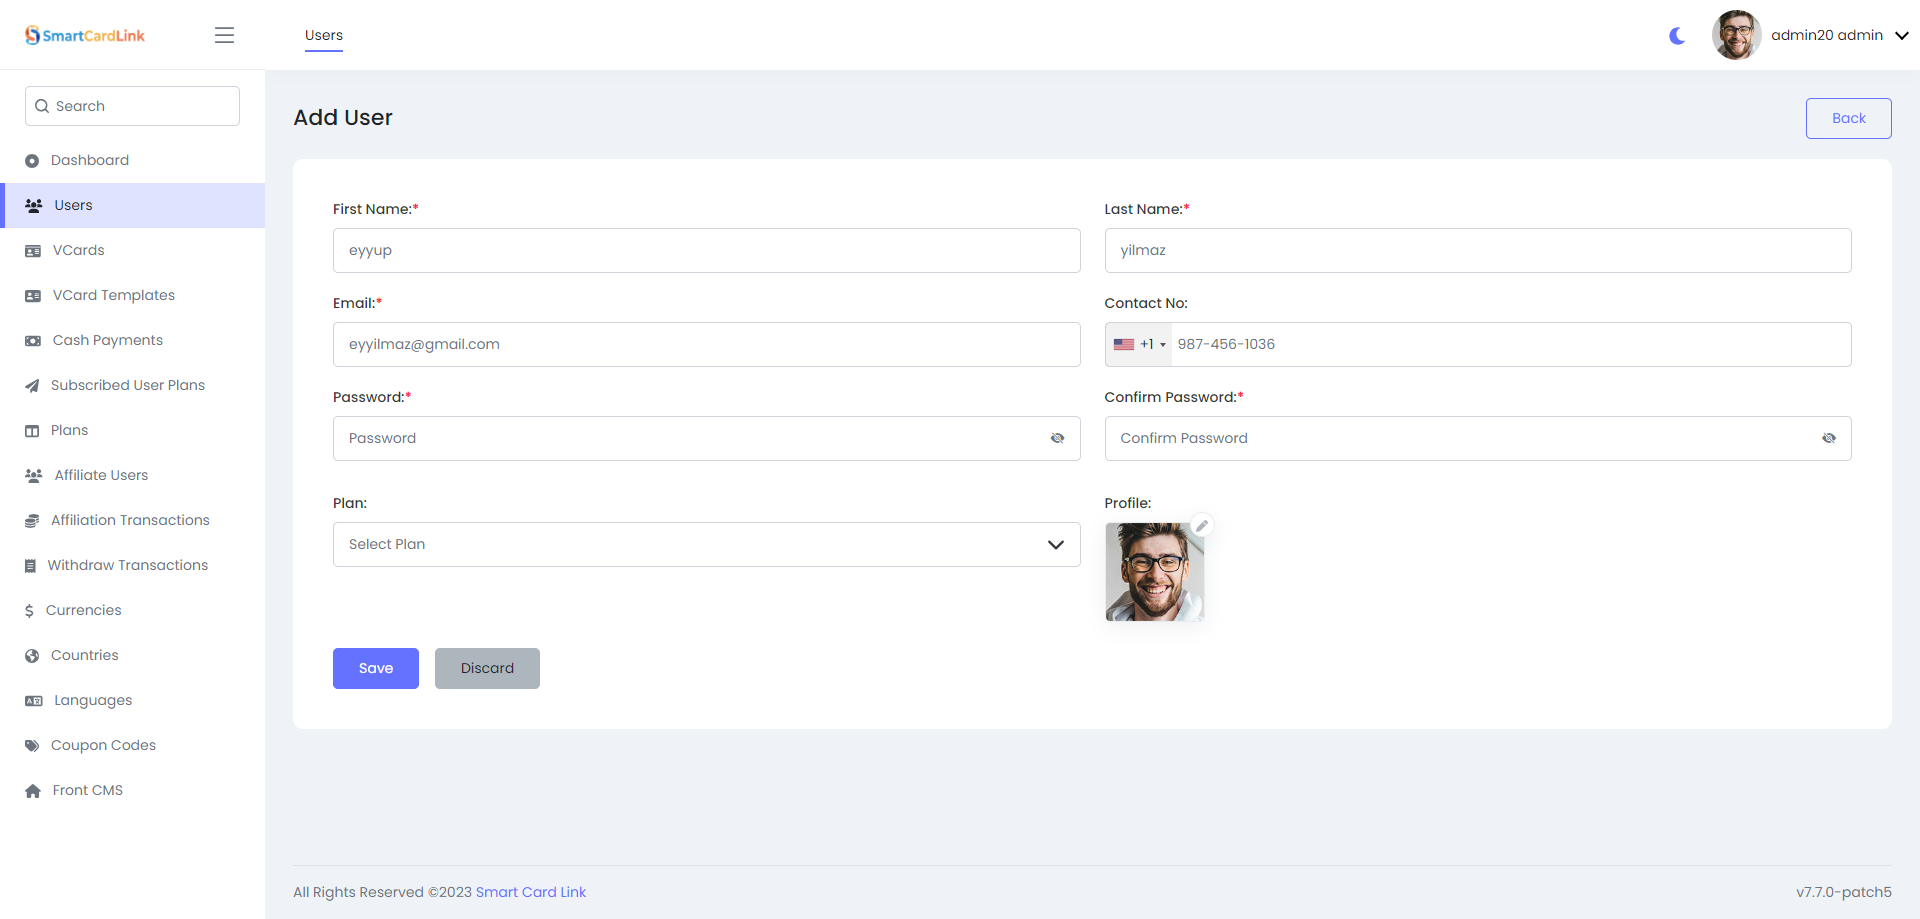 SmartCardLink
Users
admin20 admin
Search
Dashboard
Users
VCards
VCard Templates
Cash Payments
Subscribed User Plans
Plans
Affiliate Users
Affiliation Transactions
Withdraw Transactions
Currencies
Countries
Languages
Coupon Codes
Front CMS
Add User
Back
First Name:*
eyyup
Last Name:*
yilmaz
Email:*
eyyilmaz@gmail.com
Contact No:
+1 987-456-1036
Password:*
Password
Confirm Password:*
Confirm Password
Plan:
Select Plan
Profile:
Save
Discard
All Rights Reserved ©2023 Smart Card Link
v7.7.0-patch5